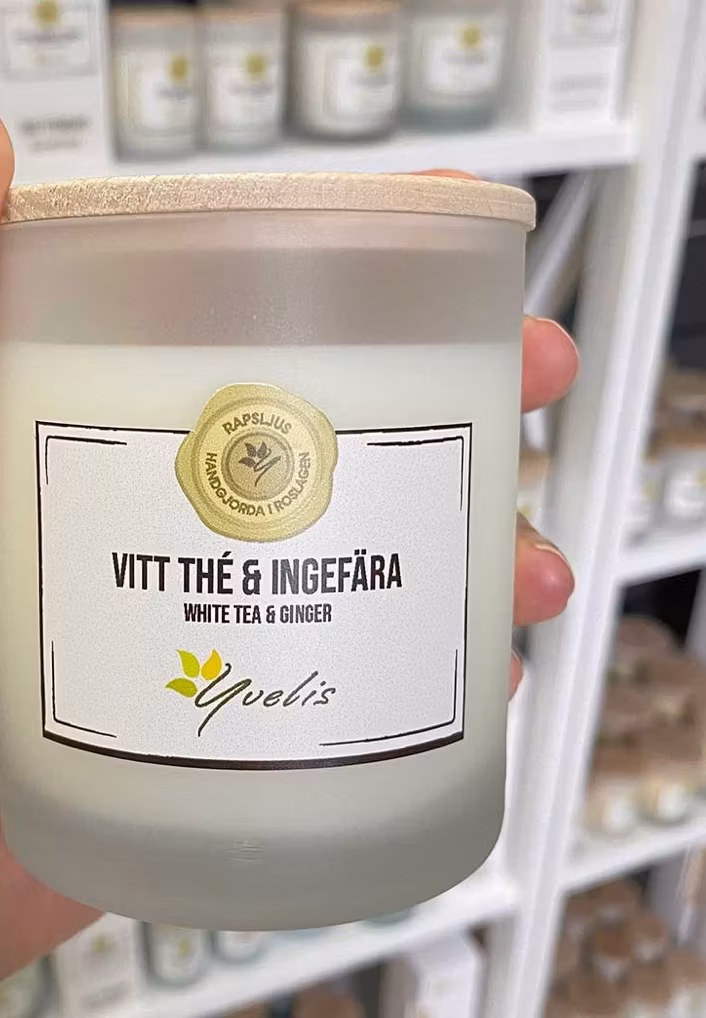 RAPSLJUS
HANDGJORDA I ROSLAGEN
VITT THÉ & INGEFÄRA
WHITE TEA & GINGER
Yvelis